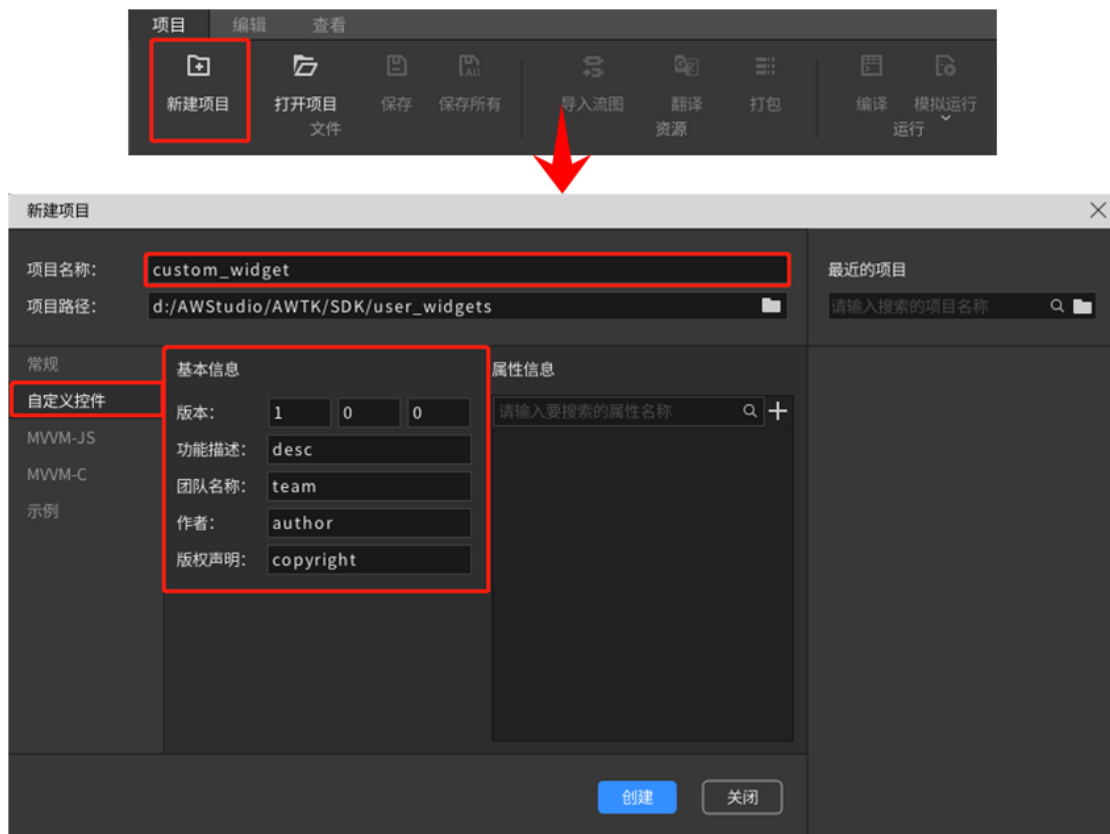 项目 编辑 查看
新建项目 打开项目 保存 保存所有 导入流图 翻译 打包 编译 模拟运行
文件 资源 运行
新建项目
项目名称: custom_widget 最近的项目
项目路径: d:/AWStudio/AWTK/SDK/user_widgets 请输入搜索的项目名称
常规 基本信息 属性信息
自定义控件 版本: 1 0 0 请输入要搜索的属性名称
MVVM-JS 功能描述: desc
MVVM-C 团队名称: team
示例 作者: author
版权声明: copyright
创建 关闭